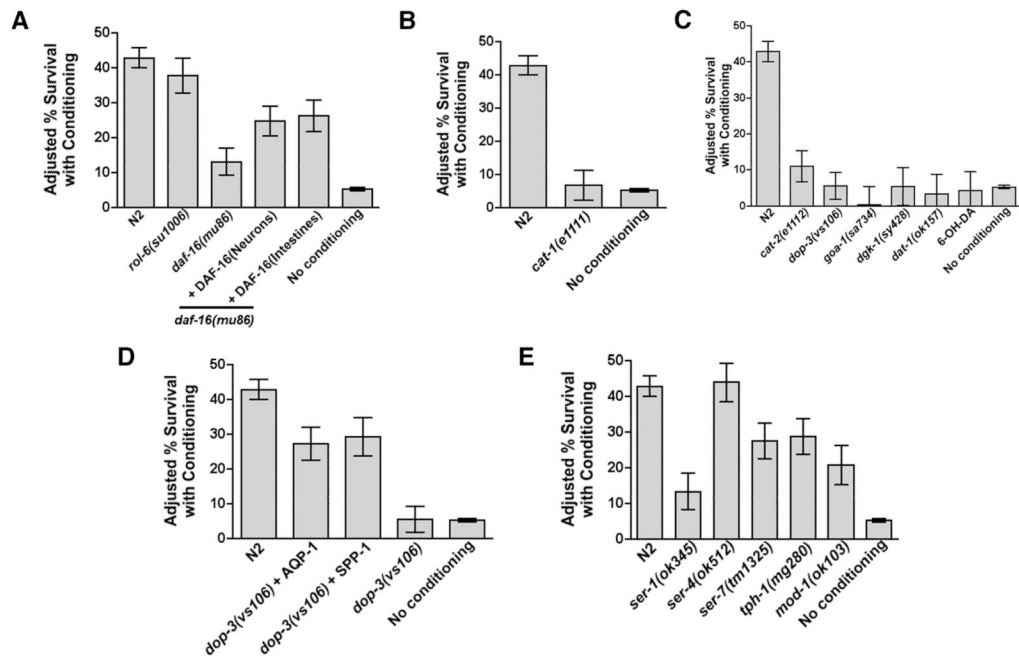 A
Adjusted % Survival
with Conditioning
50
40
30
20
10
0
N2
rol-6(su1006)
daf-16(mu86)
+ DAF-16(Neurons)
+ DAF-16(Intestines)
No conditioning
daf-16(mu86)
B
Adjusted % Survival
with Conditioning
50
40
30
20
10
0
N2
cat-1(e1111)
No conditioning
C
Adjusted % Survival
with Conditioning
50
40
30
20
10
0
N2
cat-2(e1112)
dop-3(vs106)
goa-1(sa734)
dgk-1(sy428)
dat-1(ok157)
6-OH-DA
No conditioning
D
Adjusted % Survival
with Conditioning
50
40
30
20
10
0
N2
dop-3(vs106) + AQP-1
dop-3(vs106) + SPP-1
dop-3(vs106)
No conditioning
E
Adjusted % Survival
with Conditioning
50
40
30
20
10
0
N2
ser-1(ok345)
ser-4(ok512)
ser-7(tm1325)
tph-1(mg280)
mod-1(ok103)
No conditioning